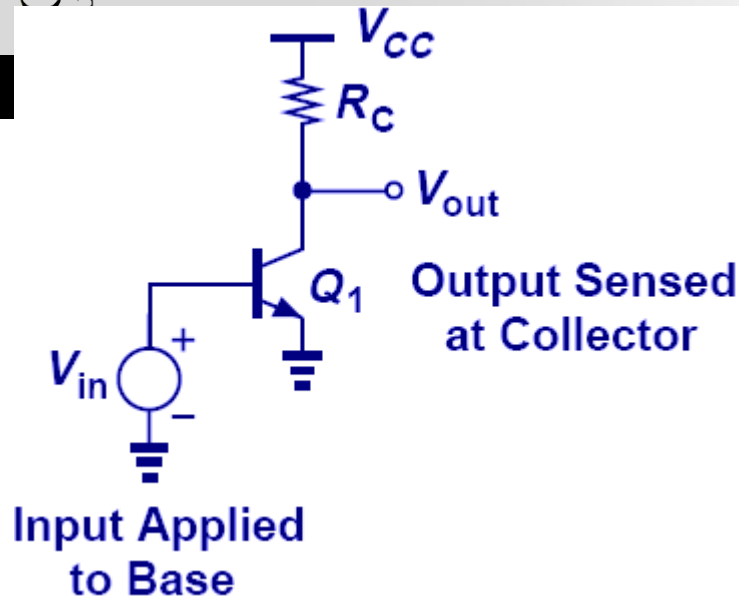 VCC
RC
Vout
Q1
Output Sensed
at Collector
+
Vin
–
Input Applied
to Base